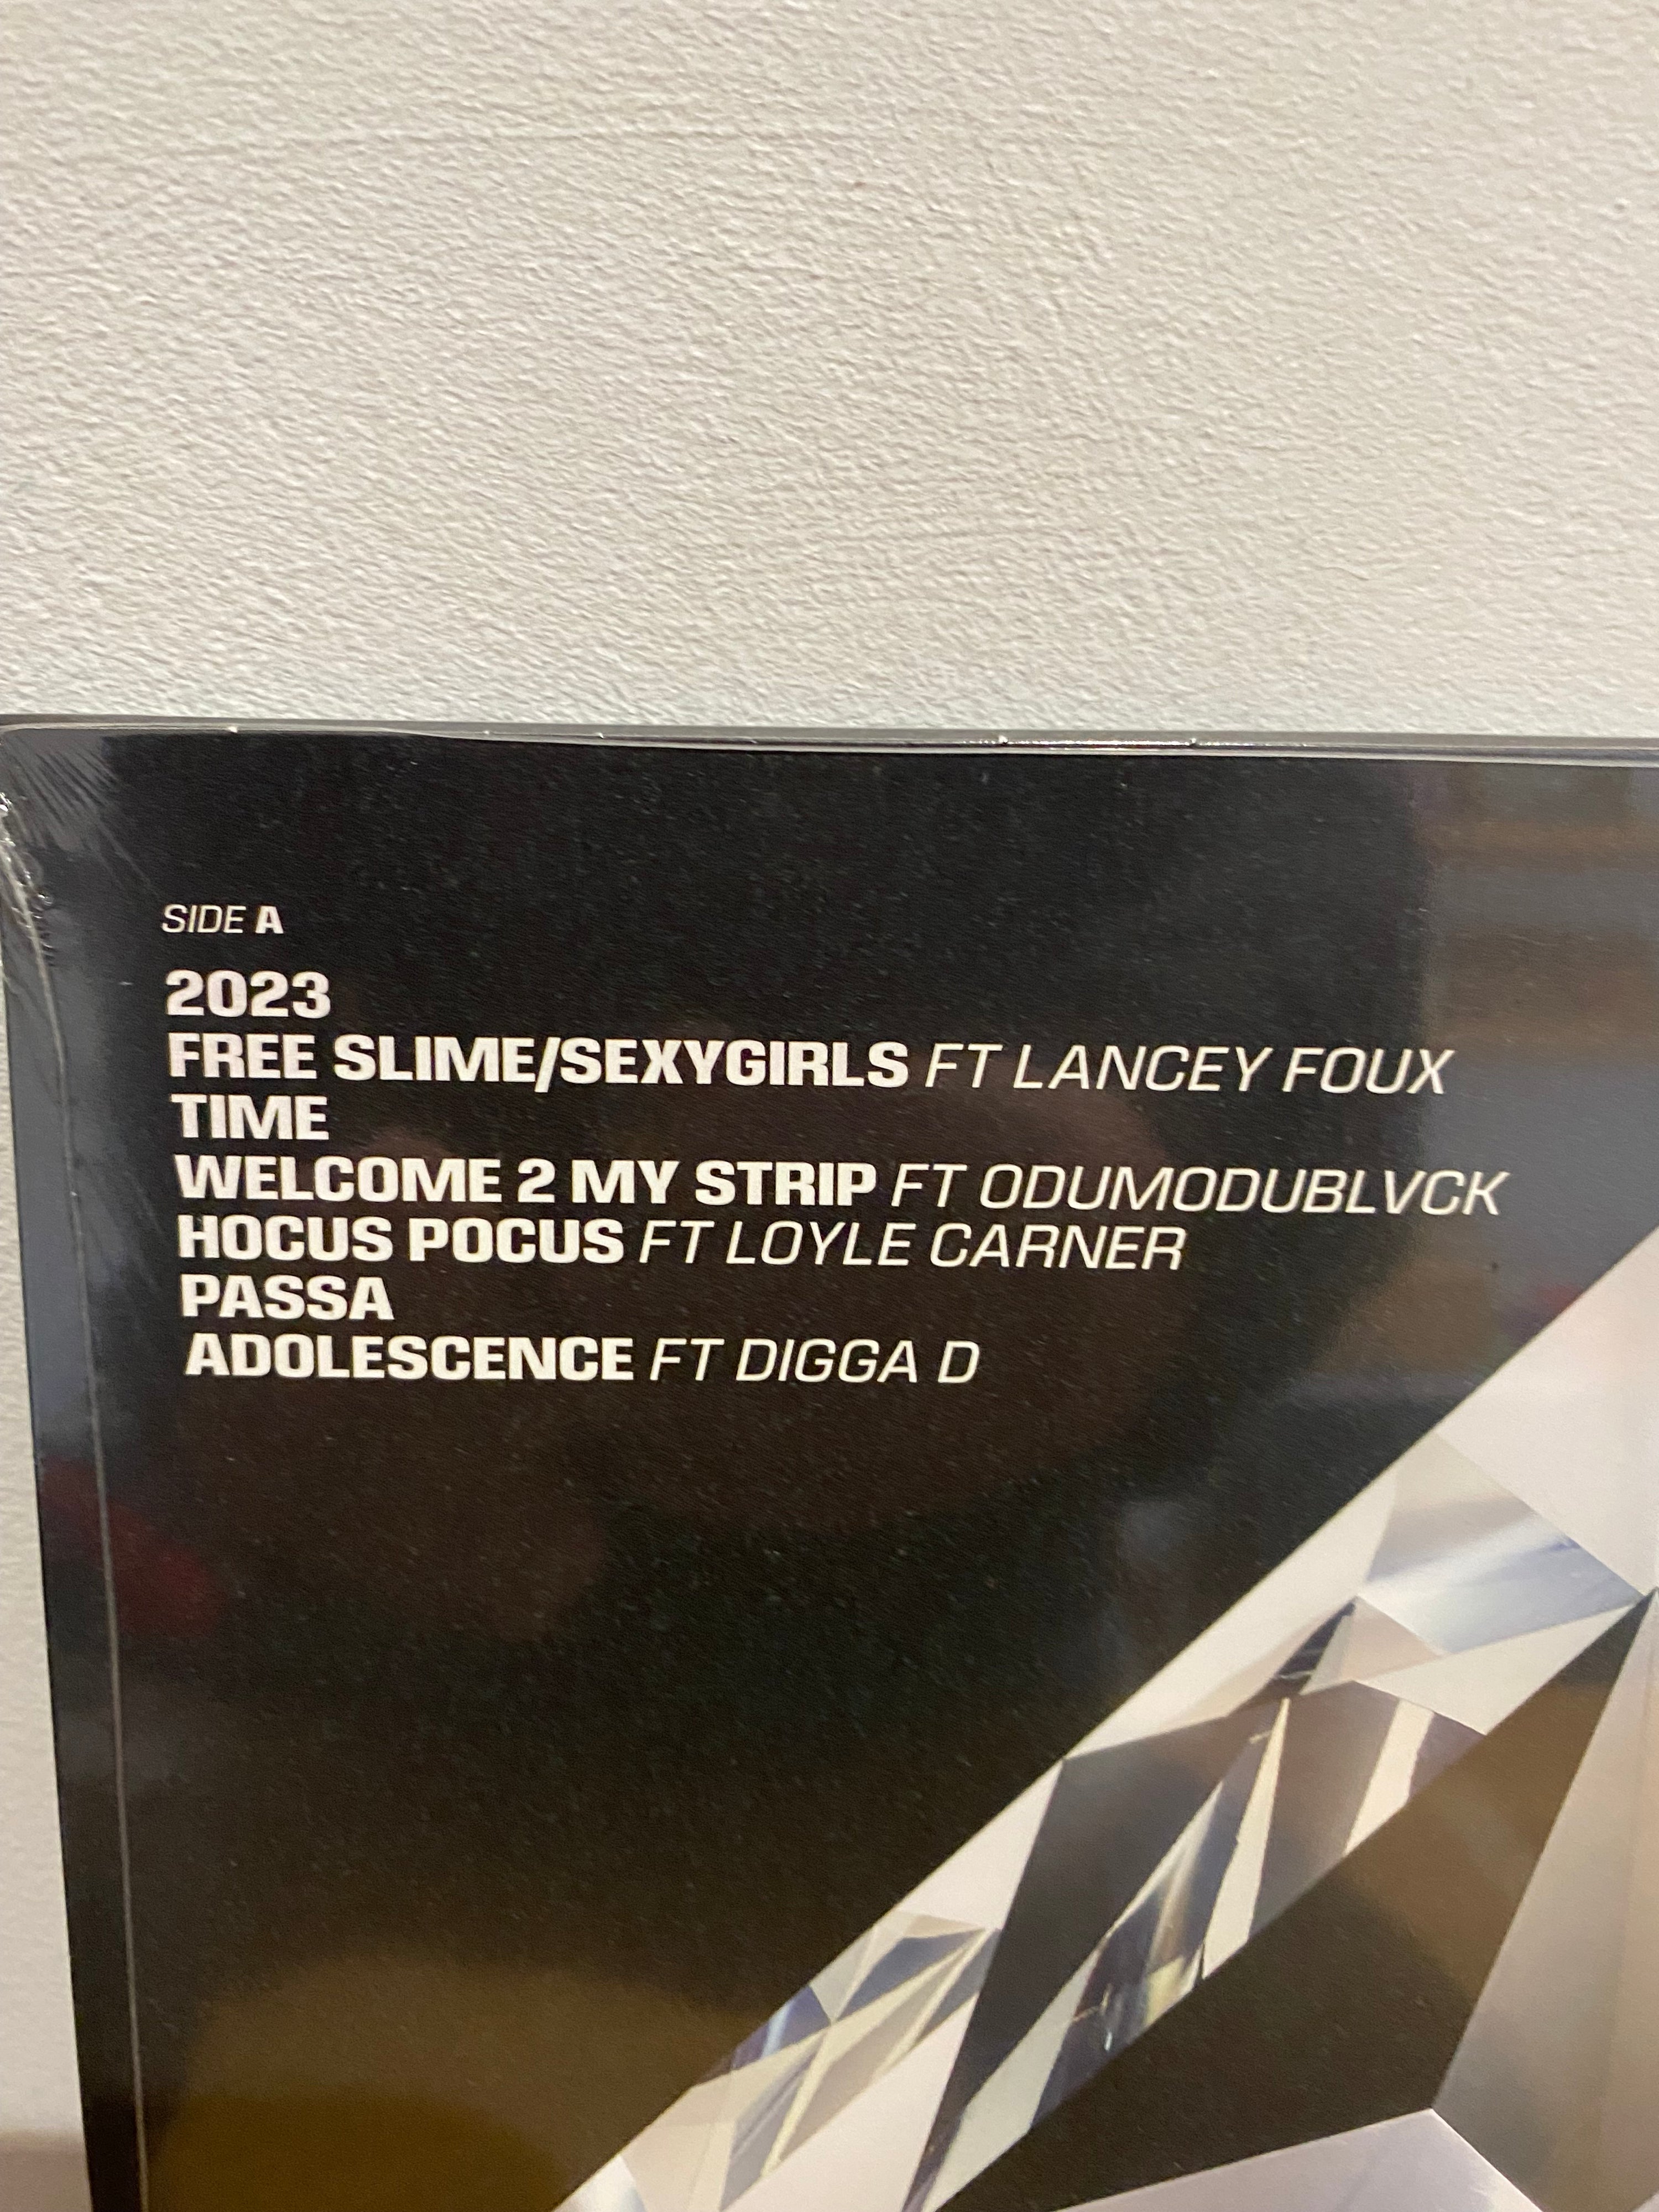 SIDE A
2023
FREE SLIME/SEXYGIRLS FT LANCEY FOUX
TIME
WELCOME 2 MY STRIP FT ODUMODUBLVCK
HOCUS POCUS FT LOYLE CARNER
PASSA
ADOLESCENCE FT DIGGA D